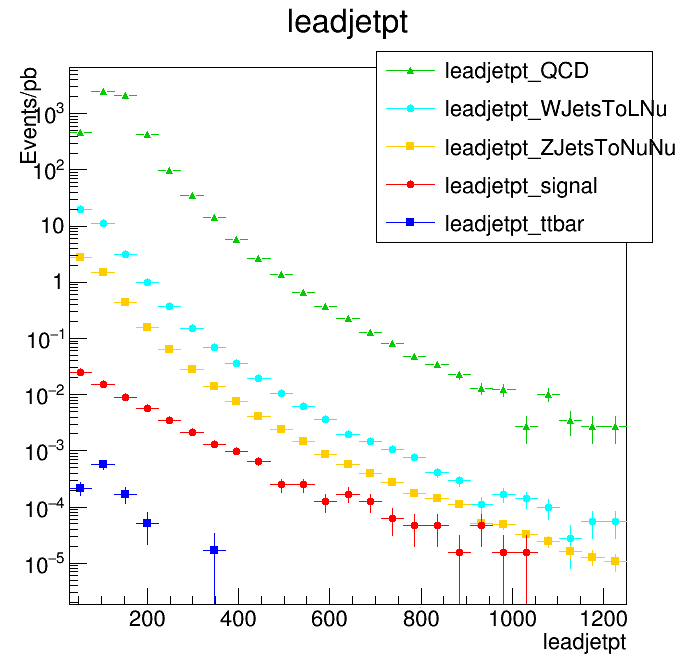 leadjetpt
Events/pb
leadjetpt_QCD
leadjetpt_WJetsToLNu
leadjetpt_ZJetsToNuNu
leadjetpt_signal
leadjetpt_ttbar
10³
10²
10
1
10⁻¹
10⁻²
10⁻³
10⁻⁴
10⁻⁵
200 400 600 800 1000 1200
leadjetpt